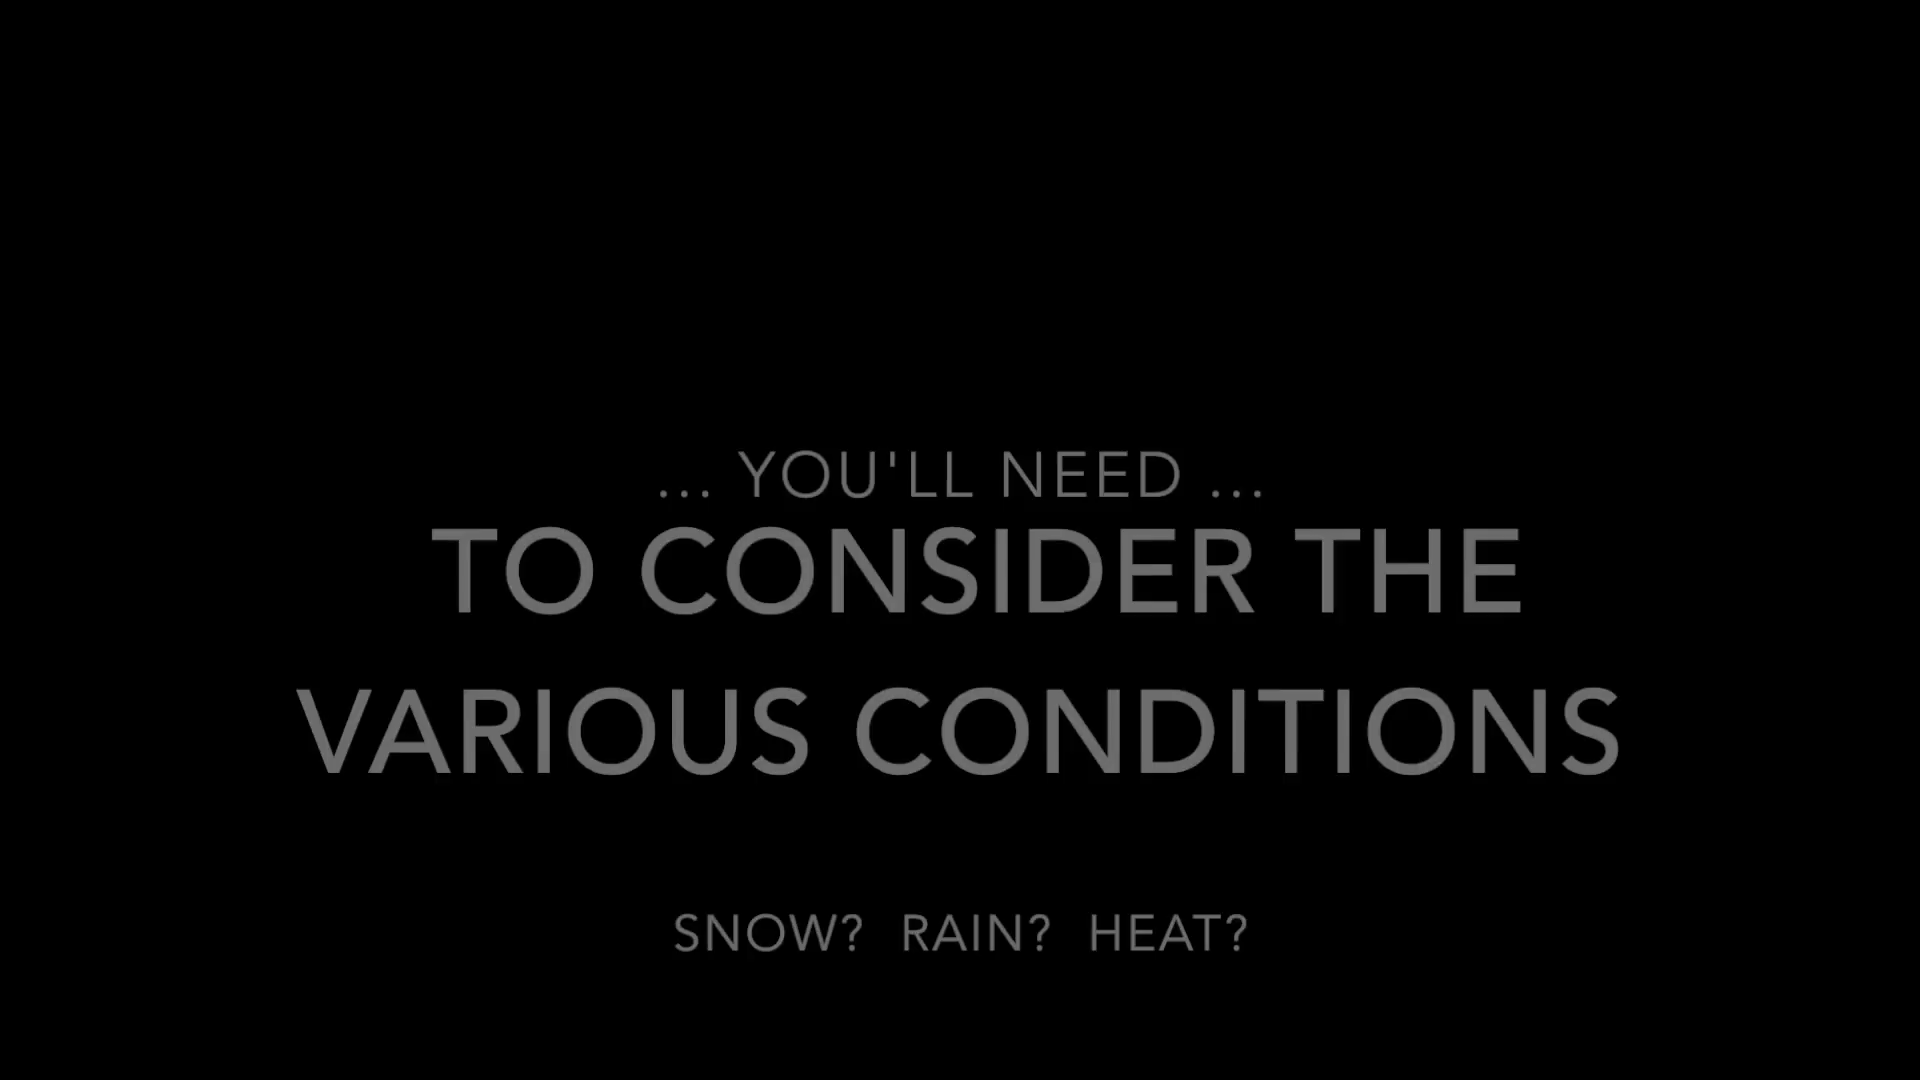 ... YOU'LL NEED ...
TO CONSIDER THE
VARIOUS CONDITIONS
SNOW? RAIN? HEAT?